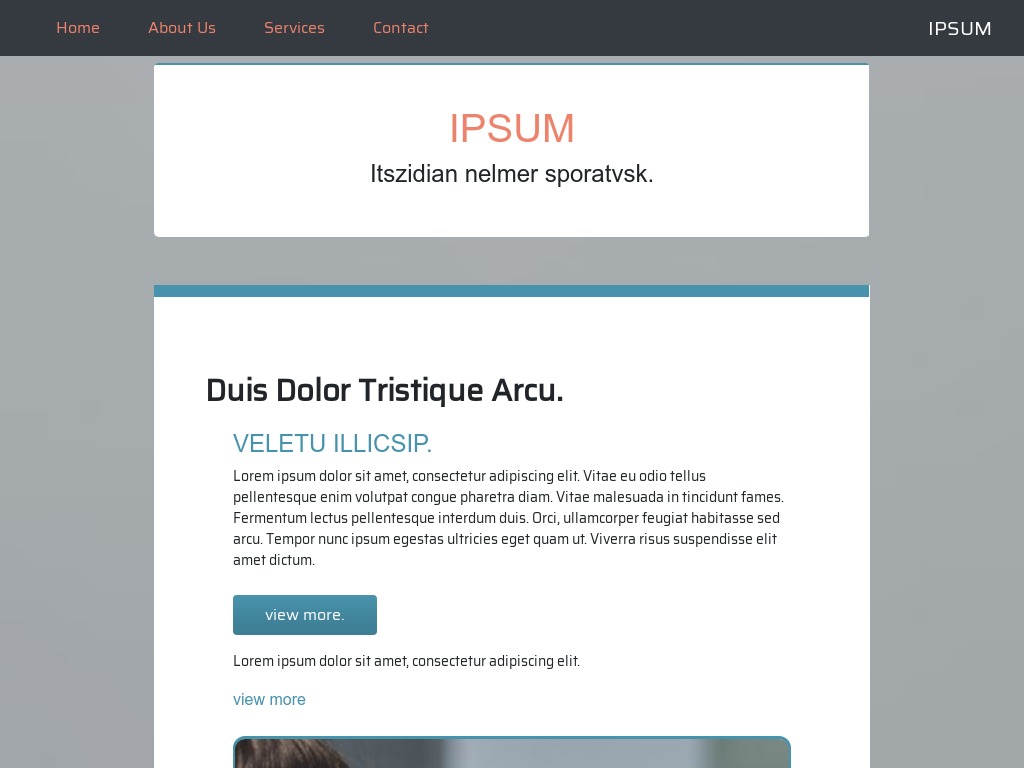 Home About Us Services Contact IPSUM
IPSUM
Itszidian nelmer sporatvsk.
Duis Dolor Tristique Arcu.
VELETU ILLICSIP.
Lorem ipsum dolor sit amet, consectetur adipiscing elit. Vitae eu odio tellus
pellentesque enim volutpat congue pharetra diam. Vitae malesuada in tincidunt fames.
Fermentum lectus pellentesque interdum duis. Orci, ullamcorper feugiat habitasse sed
arcu. Tempor nunc ipsum egestas ultricies eget quam ut. Viverra risus suspendisse elit
amet dictum.
view more.
Lorem ipsum dolor sit amet, consectetur adipiscing elit.
view more